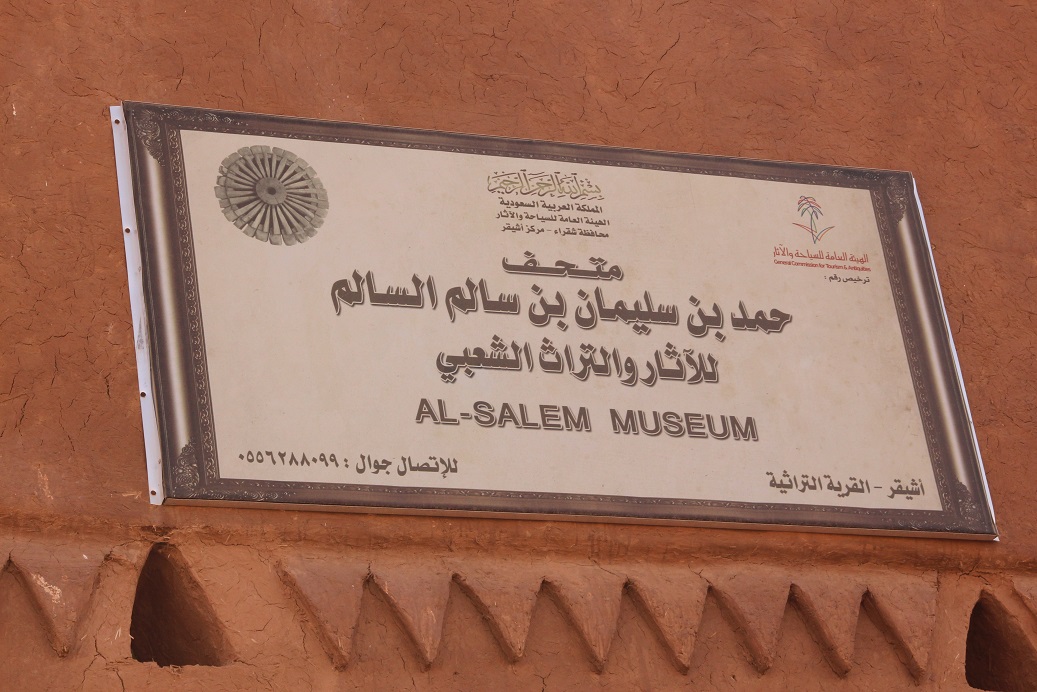 بسم الله الرحمن الرحيم
المملكة العربية السعودية
الهيئة العامة للسياحة والآثار
محافظة شقراء - مركز أشيقر
الهيئة العامة للسياحة والآثار
General Commission for Tourism & Antiquities
ترخيص رقم :
متحف
حمد بن سليمان بن سالم السالم
للآثار والتراث الشعبي
AL-SALEM MUSEUM
للإتصال جوال : ٠٥٥٦٢٨٨٠٩٩
أشيقر - القرية التراثية